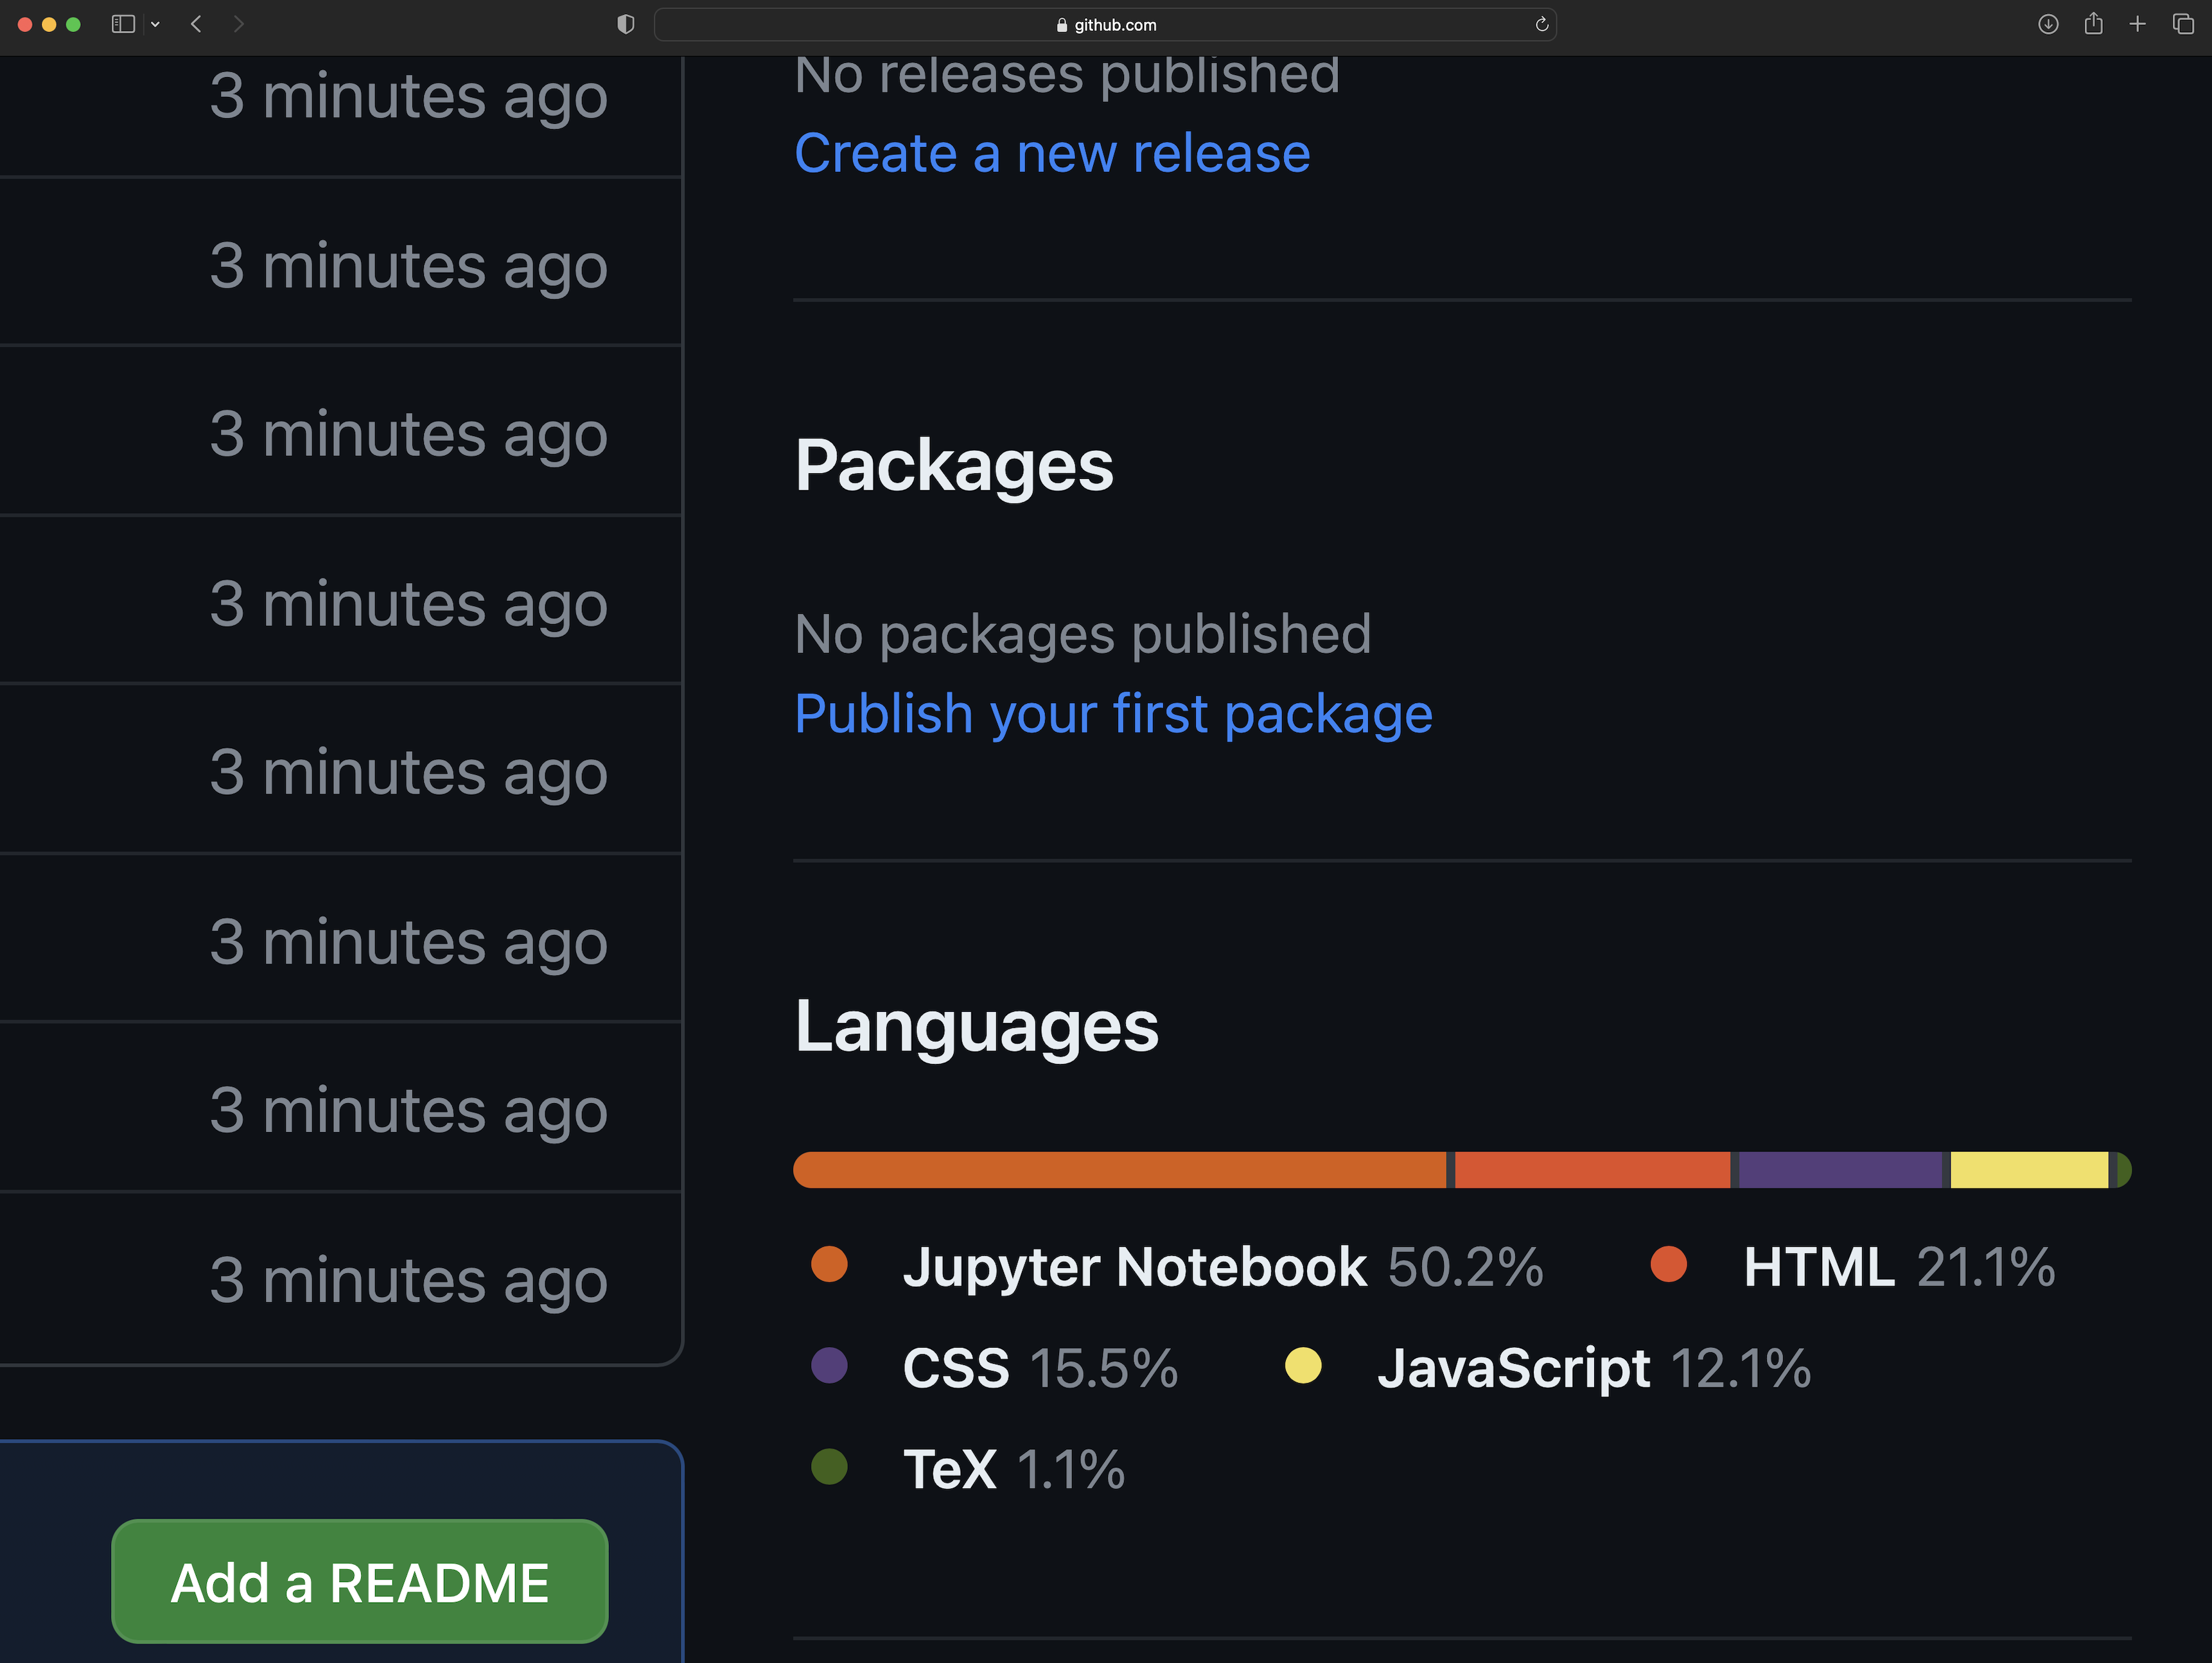 github.com
3 minutes ago
3 minutes ago
3 minutes ago
3 minutes ago
3 minutes ago
3 minutes ago
3 minutes ago
3 minutes ago
Add a README
No releases published
Create a new release
Packages
No packages published
Publish your first package
Languages
Jupyter Notebook 50.2% HTML 21.1%
CSS 15.5% JavaScript 12.1%
TeX 1.1%